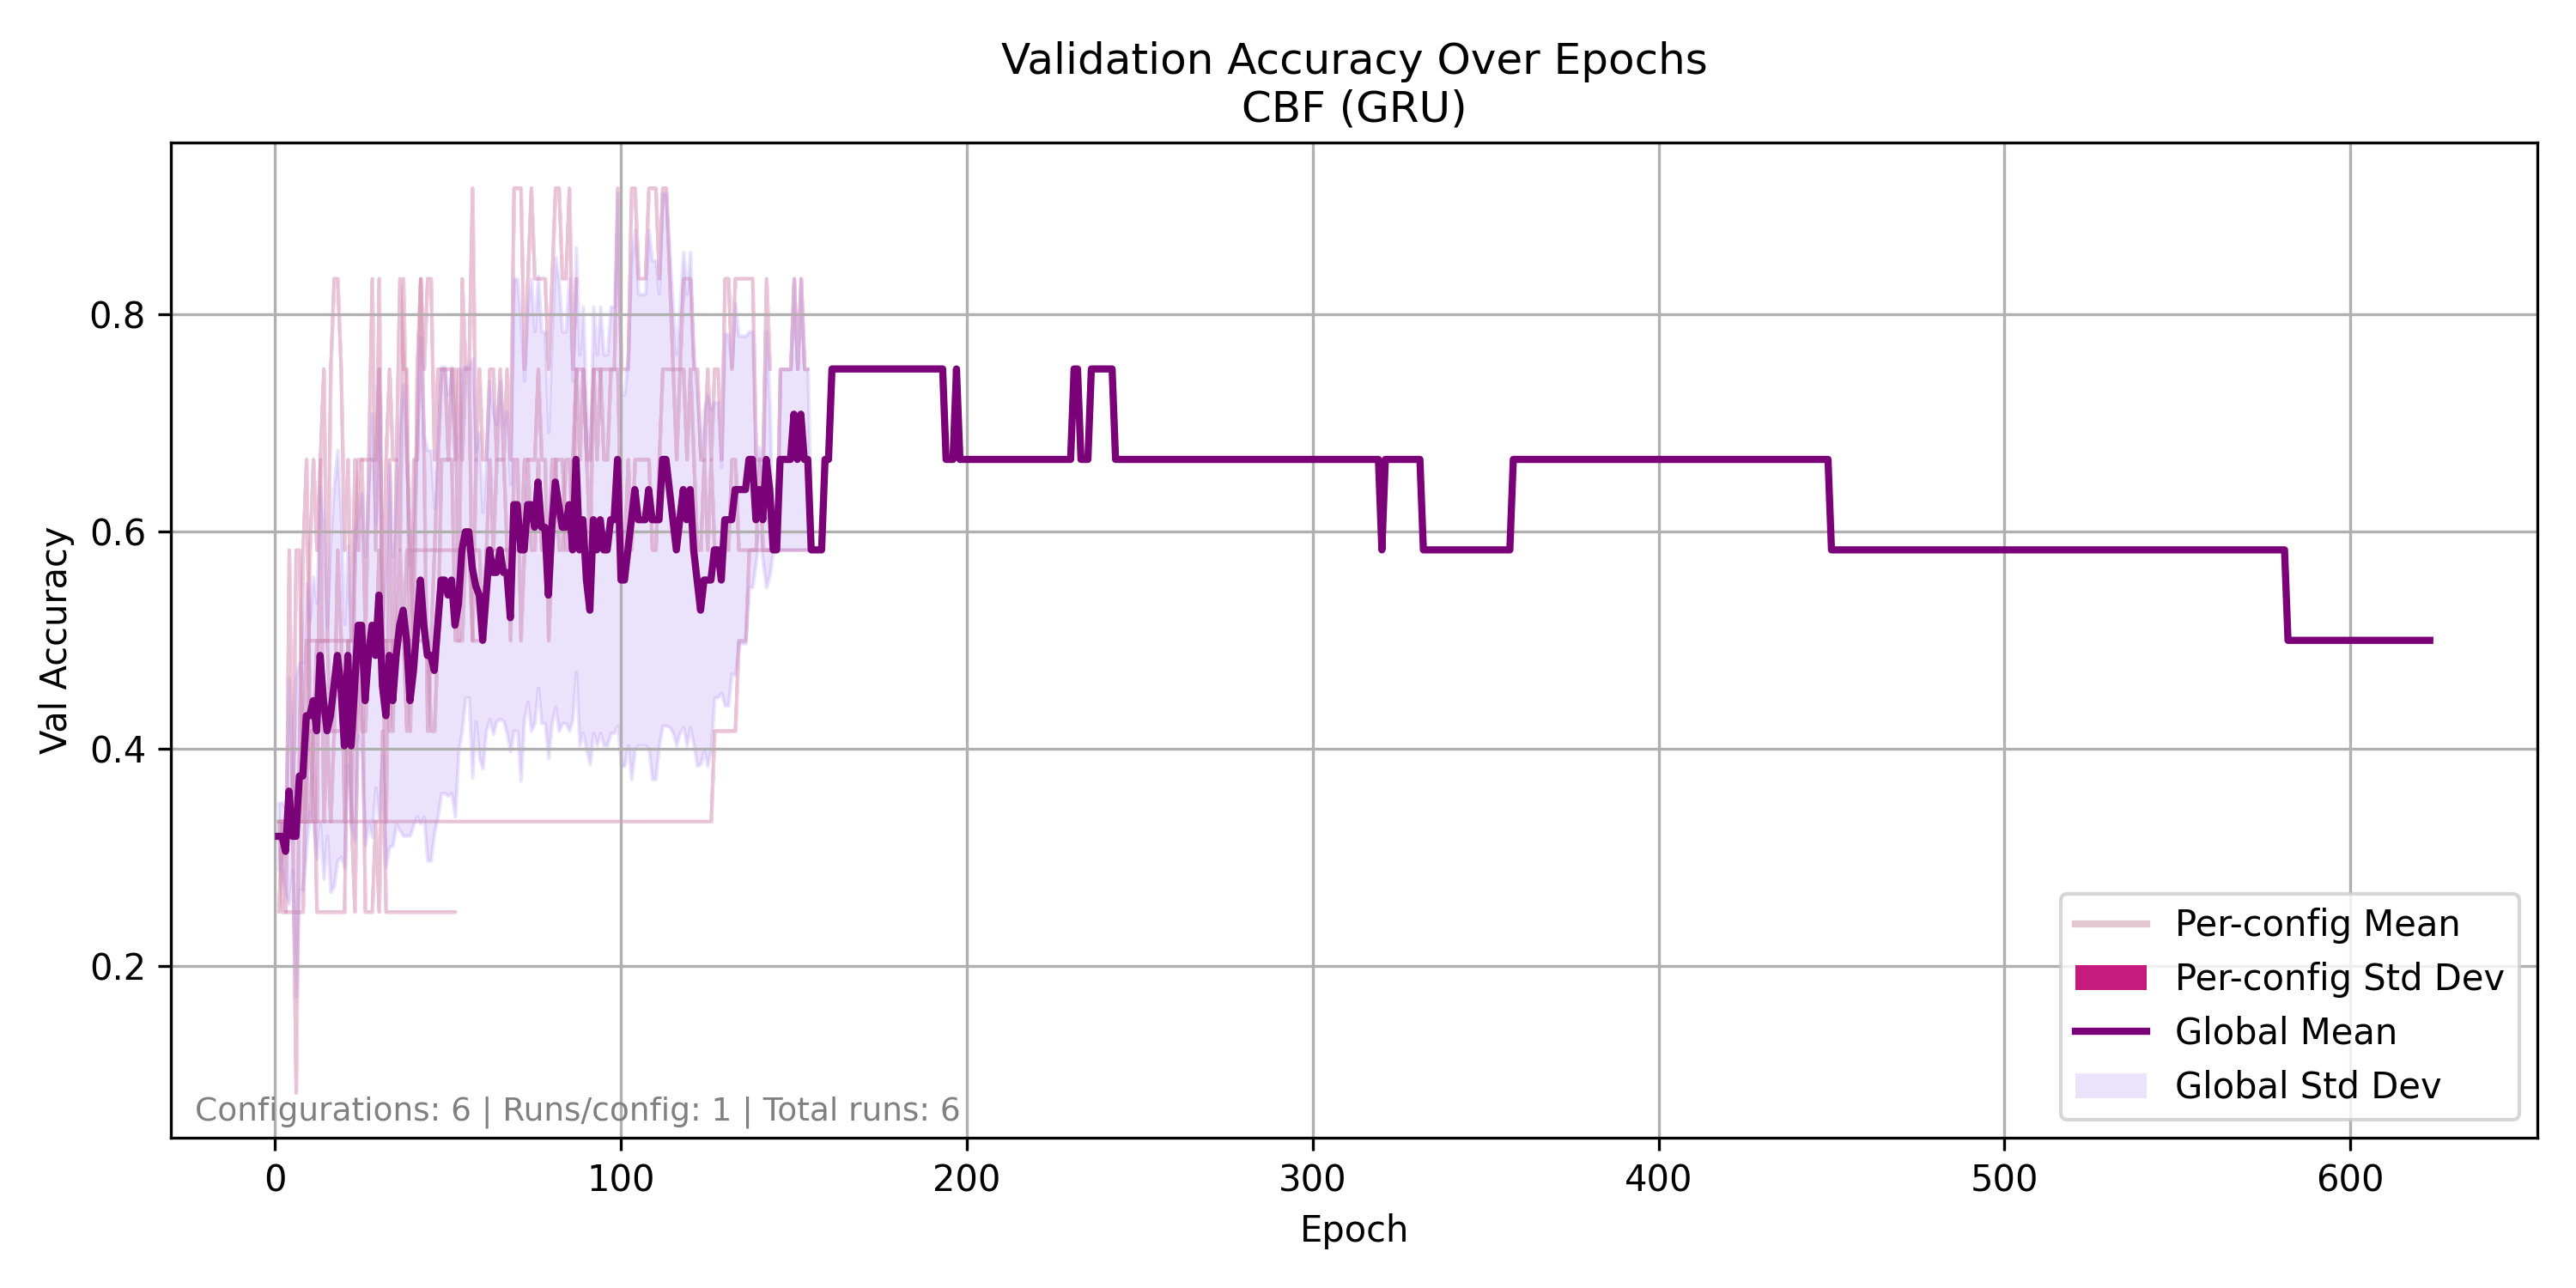 Validation Accuracy Over Epochs
CBF (GRU)
Val Accuracy
0.8
0.6
0.4
0.2
Configurations: 6 | Runs/config: 1 | Total runs: 6
Per-config Mean
Per-config Std Dev
Global Mean
Global Std Dev
0 100 200 300 400 500 600
Epoch